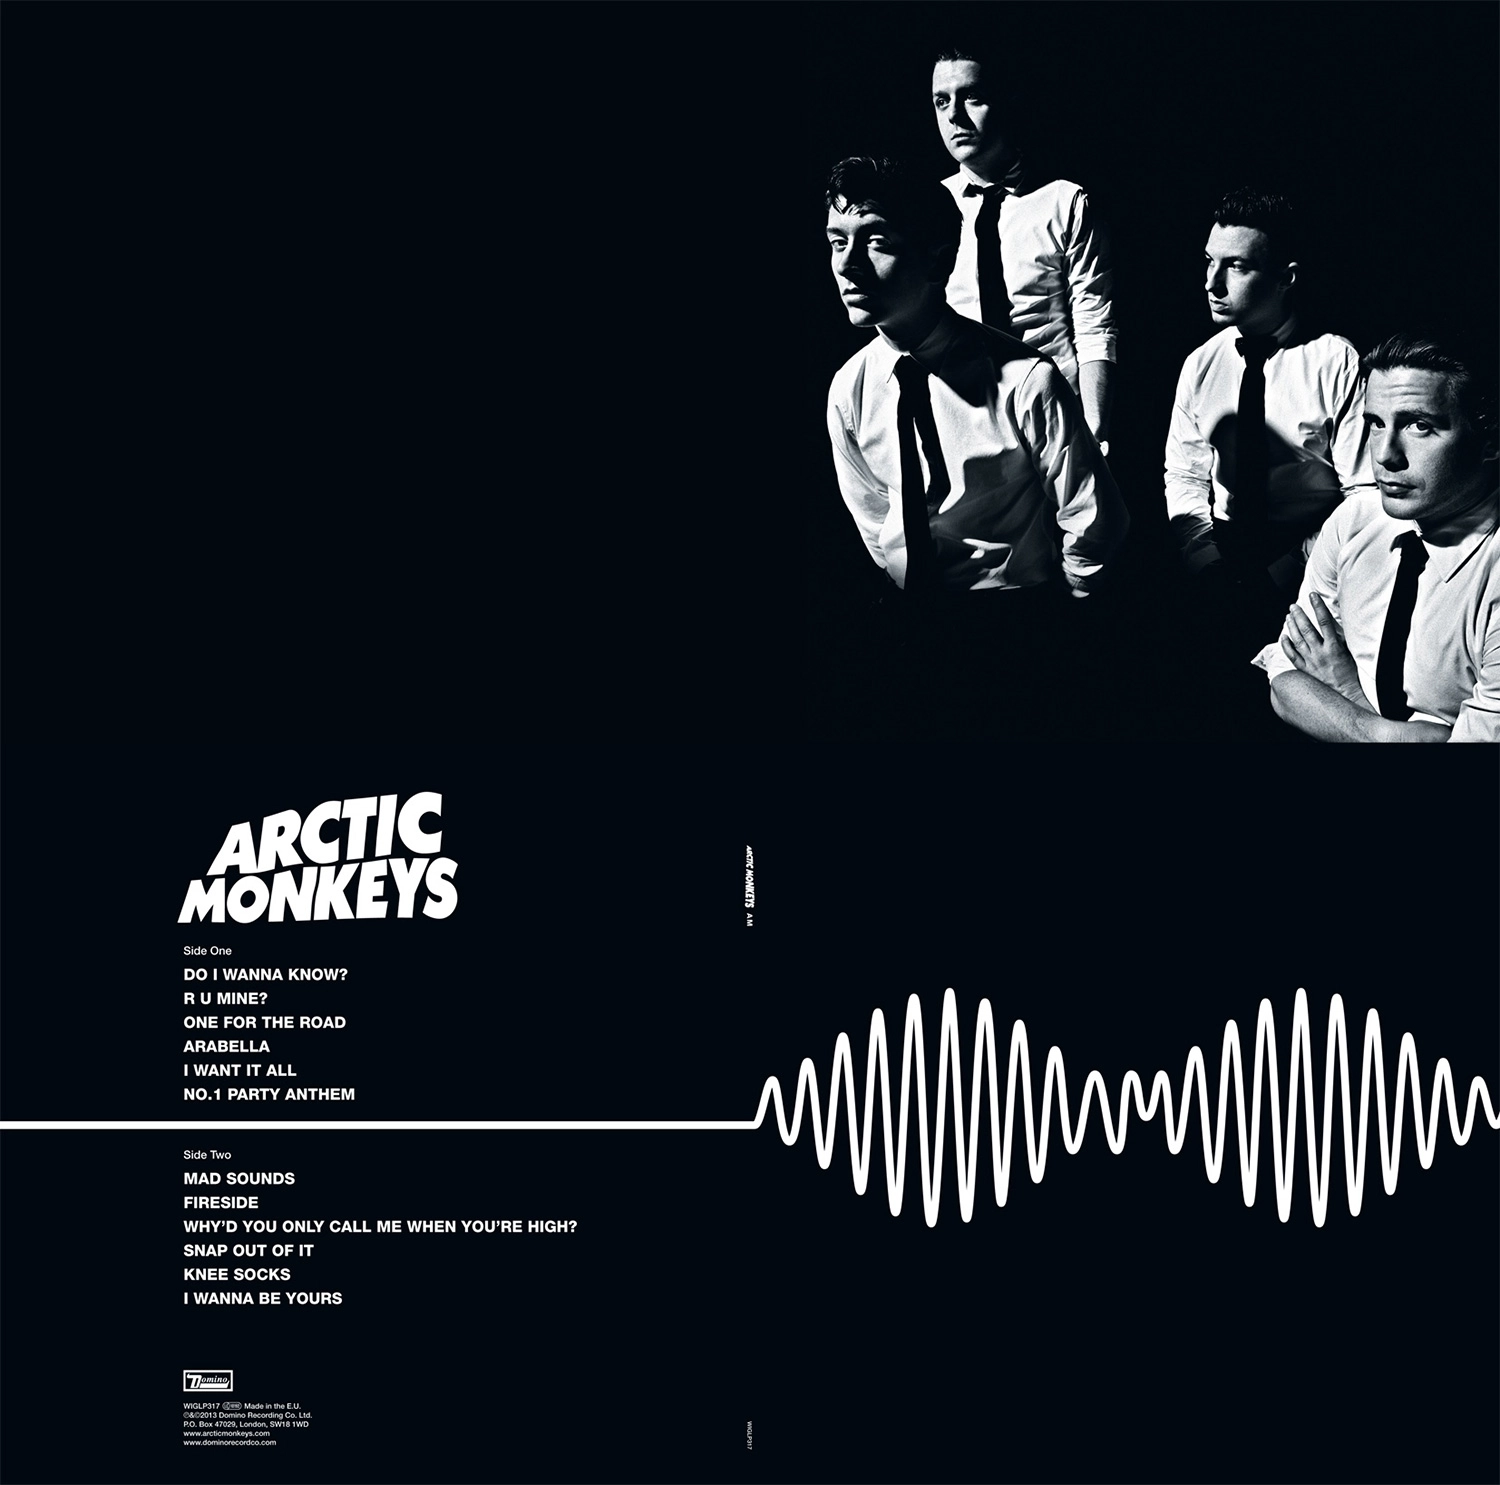 ARCTIC
MONKEYS
Side One
DO I WANNA KNOW?
R U MINE?
ONE FOR THE ROAD
ARABELLA
I WANT IT ALL
NO.1 PARTY ANTHEM
Side Two
MAD SOUNDS
FIRESIDE
WHY'D YOU ONLY CALL ME WHEN YOU'RE HIGH?
SNAP OUT OF IT
KNEE SOCKS
I WANNA BE YOURS
Domino
WIGLP317 Made in the E.U.
℗&©2013 Domino Recording Co. Ltd.
P.O. Box 47029, London, SW18 1WD
www.arcticmonkeys.com
www.dominorecordco.com
ARCTIC MONKEYS AM
WIGLP317